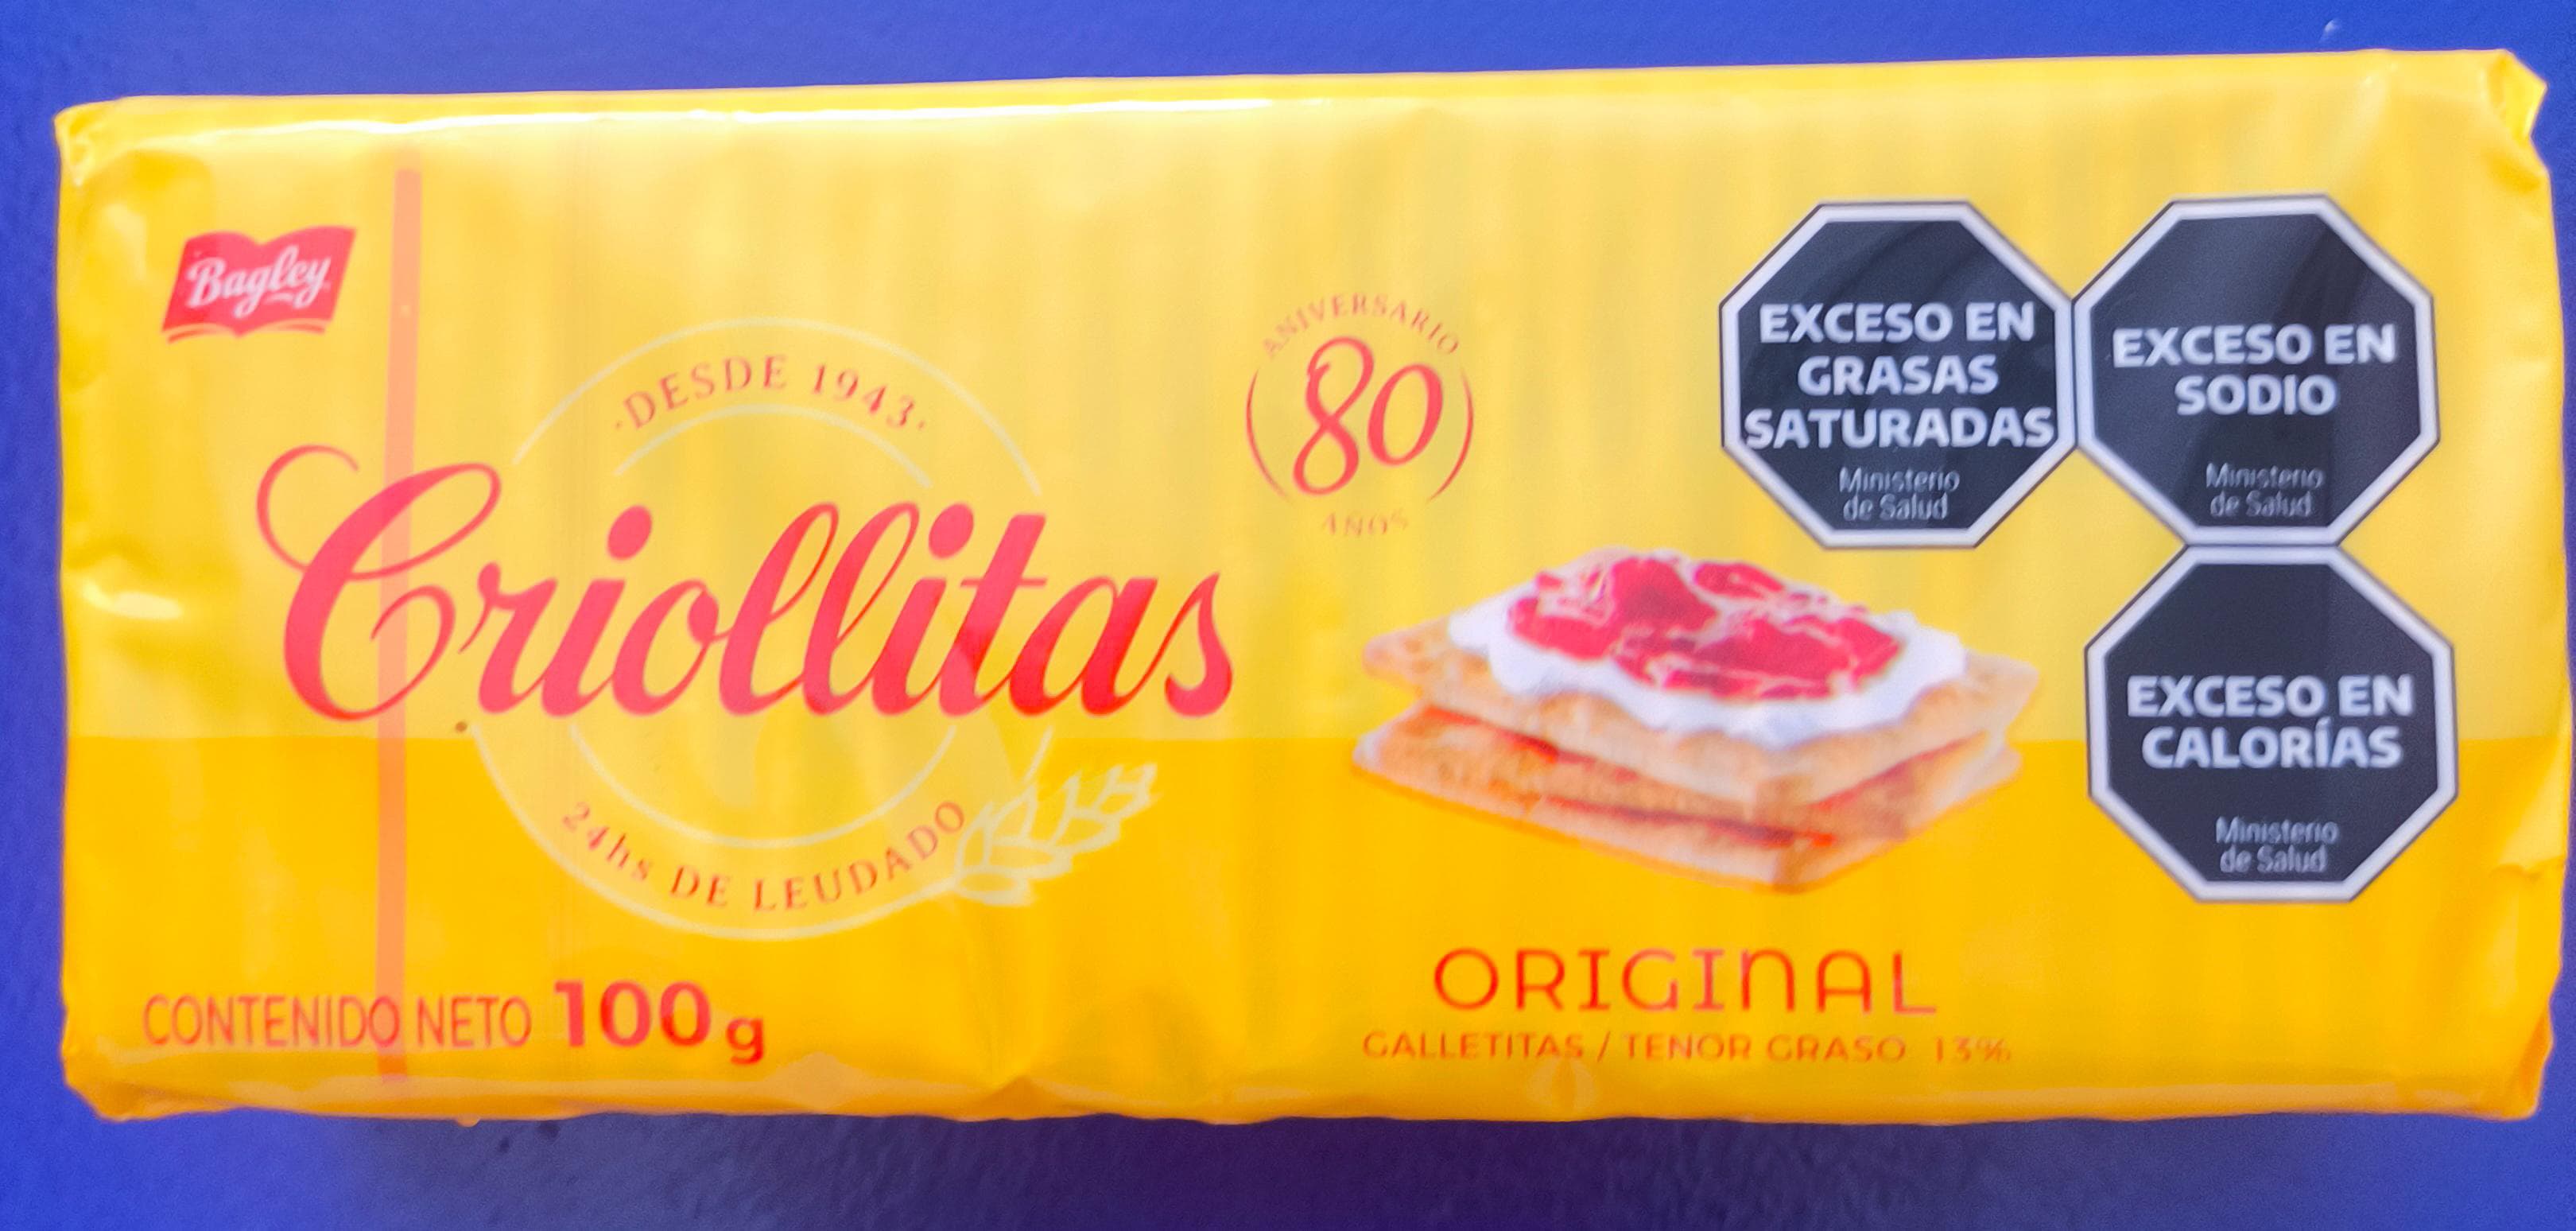 Bagley
·DESDE 1943·
Criollitas
24hs DE LEUDADO
CONTENIDO NETO 100g
ANIVERSARIO
80
AÑOS
EXCESO EN
GRASAS
SATURADAS
Ministerio
de Salud
EXCESO EN
SODIO
Ministerio
de Salud
EXCESO EN
CALORÍAS
Ministerio
de Salud
ORIGINAL
GALLETITAS / TENOR GRASO 13%